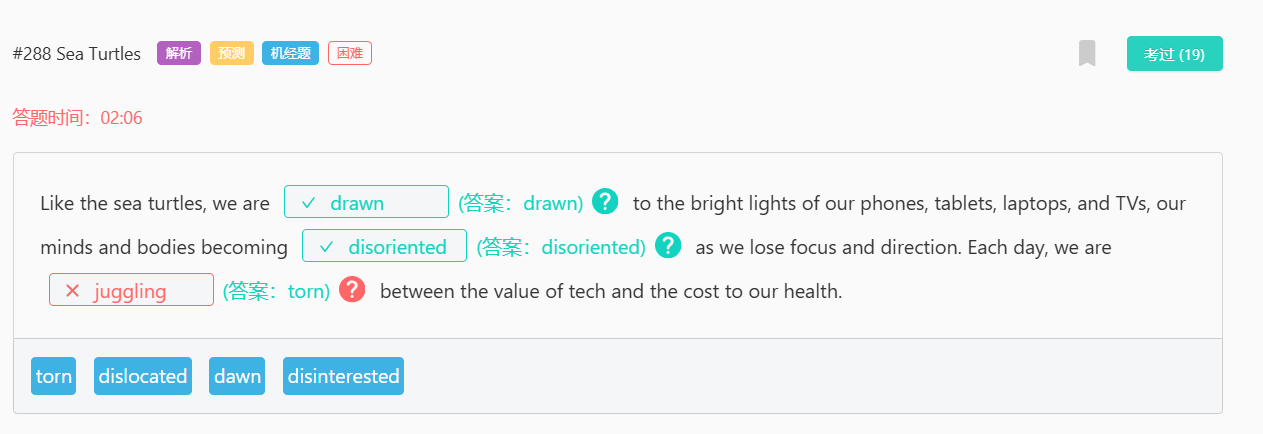 #288 Sea Turtles 解析 预测 机经题 困难 考过 (19)
答题时间：02:06
Like the sea turtles, we are drawn (答案：drawn) ? to the bright lights of our phones, tablets, laptops, and TVs, our
minds and bodies becoming disoriented (答案：disoriented) ? as we lose focus and direction. Each day, we are
juggling (答案：torn) ? between the value of tech and the cost to our health.
torn dislocated dawn disinterested